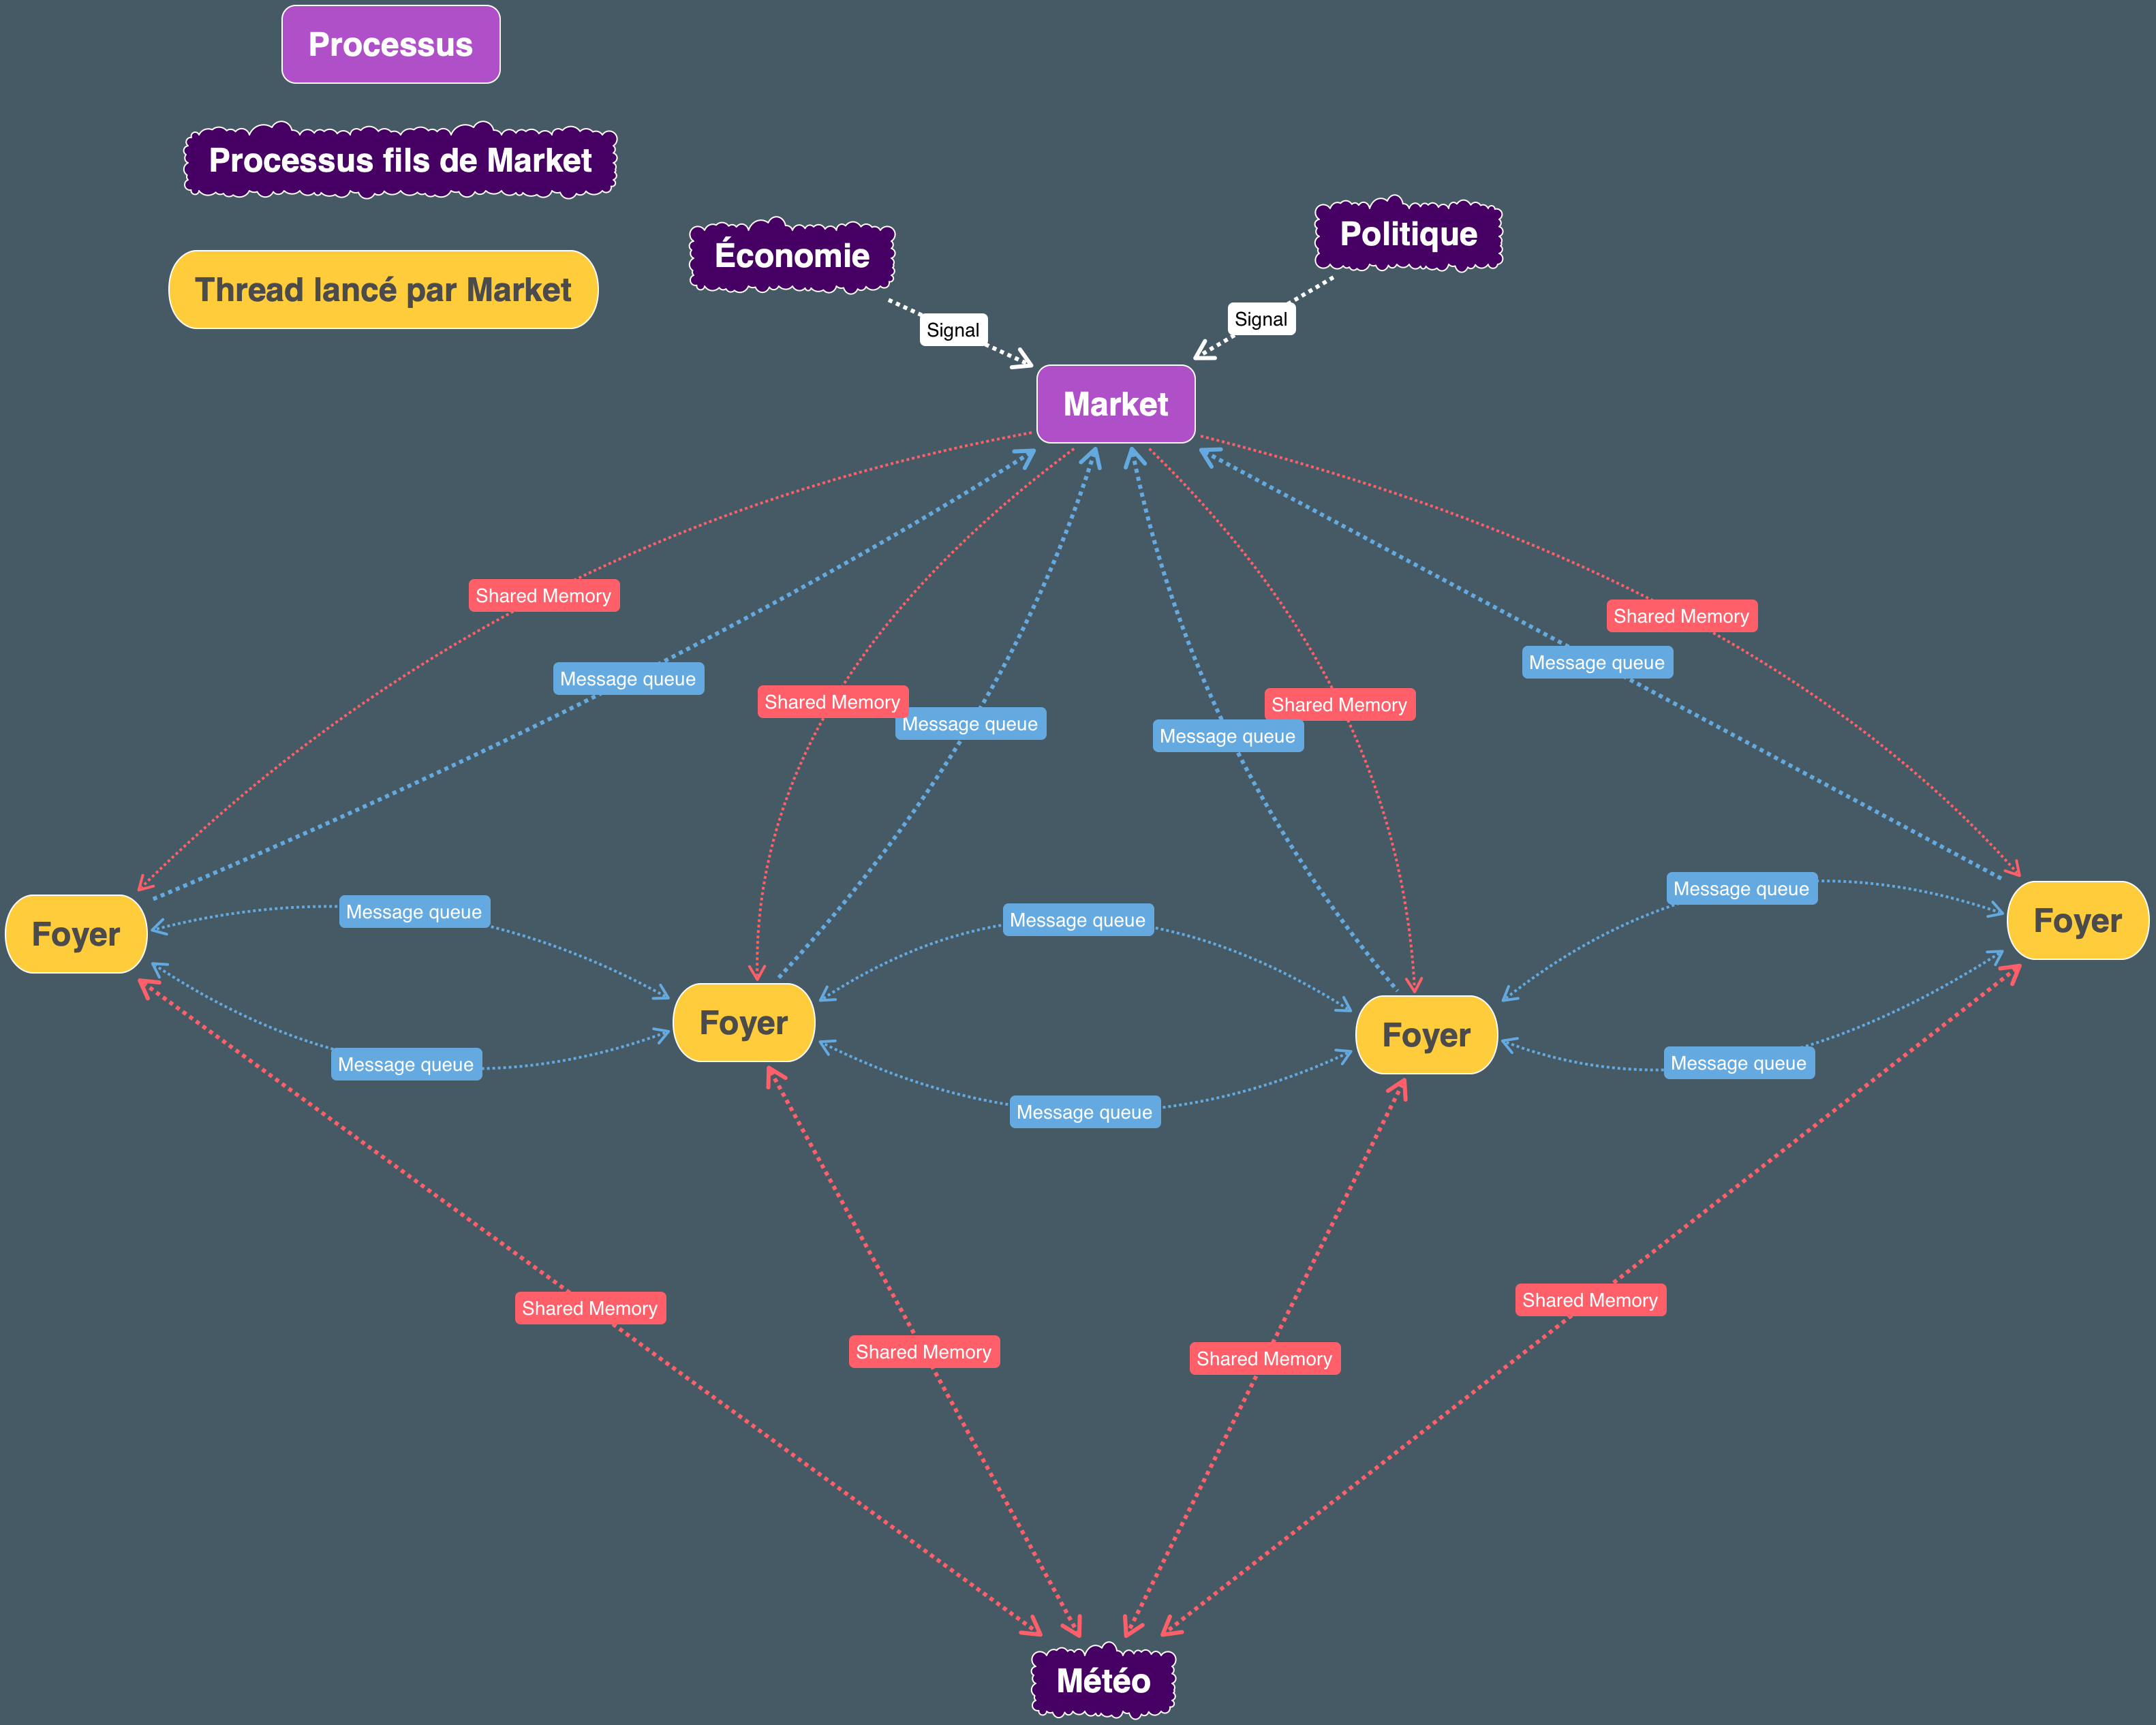 Processus
Processus fils de Market
Thread lancé par Market
Économie
Politique
Signal
Signal
Market
Shared Memory
Shared Memory
Message queue
Message queue
Shared Memory
Shared Memory
Message queue
Message queue
Message queue
Message queue
Message queue
Foyer
Foyer
Foyer
Foyer
Message queue
Message queue
Message queue
Shared Memory
Shared Memory
Shared Memory
Shared Memory
Météo